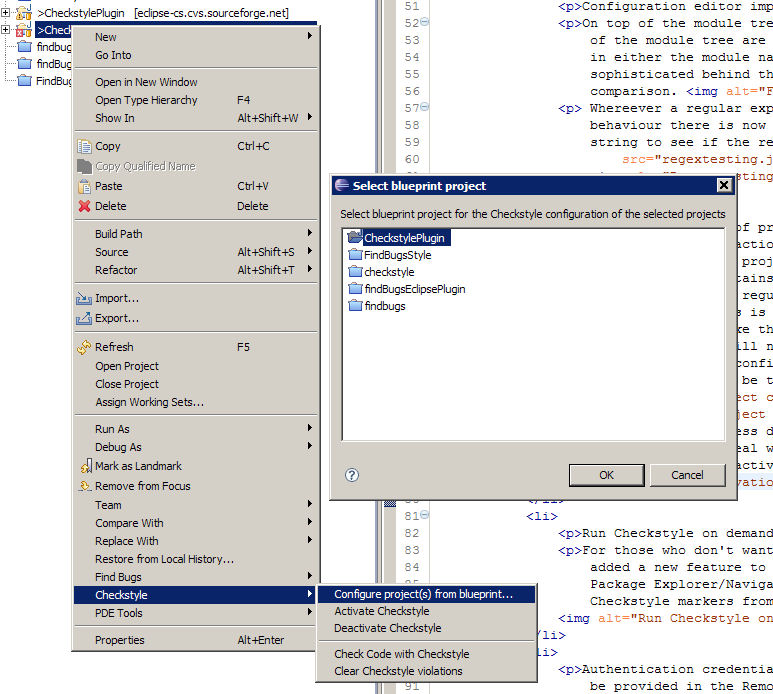 >CheckstylePlugin [eclipse-cs.cvs.sourceforge.net]
>Check
findbug
findBug
FindBug
New
Go Into
Open in New Window
Open Type Hierarchy F4
Show In Alt+Shift+W
Copy Ctrl+C
Copy Qualified Name
Paste Ctrl+V
Delete Delete
Build Path
Source Alt+Shift+S
Refactor Alt+Shift+T
Import...
Export...
Refresh F5
Open Project
Close Project
Assign Working Sets...
Run As
Debug As
Mark as Landmark
Remove from Focus
Team
Compare With
Replace With
Restore from Local History...
Find Bugs
Checkstyle
PDE Tools
Properties Alt+Enter
Configure project(s) from blueprint...
Activate Checkstyle
Deactivate Checkstyle
Check Code with Checkstyle
Clear Checkstyle violations
Select blueprint project
Select blueprint project for the Checkstyle configuration of the selected projects
CheckstylePlugin
FindBugsStyle
checkstyle
findBugsEclipsePlugin
findbugs
?
OK Cancel
51 <p>Configuration editor imp
52 <p>On top of the module tre
53 of the module tree are
54 in either the module na
55 sophisticated behind th
56 comparison. <img alt="F
57 <p> Whereever a regular exp
58 behaviour there is now
59 string to see if the re
60 src="regextesting.j
of pr
actio
proj
tains
regu
s is
ke th
ill n
confi
be t
ect c
ject
ess d
eal w
activ
vatio
81 <li>
82 <p>Run Checkstyle on demand
83 <p>For those who don't want
84 added a new feature to
85 Package Explorer/Naviga
86 Checkstyle markers from
<img alt="Run Checkstyle on
/li>
li>
<p>Authentication credentia
91 be provided in the Remo